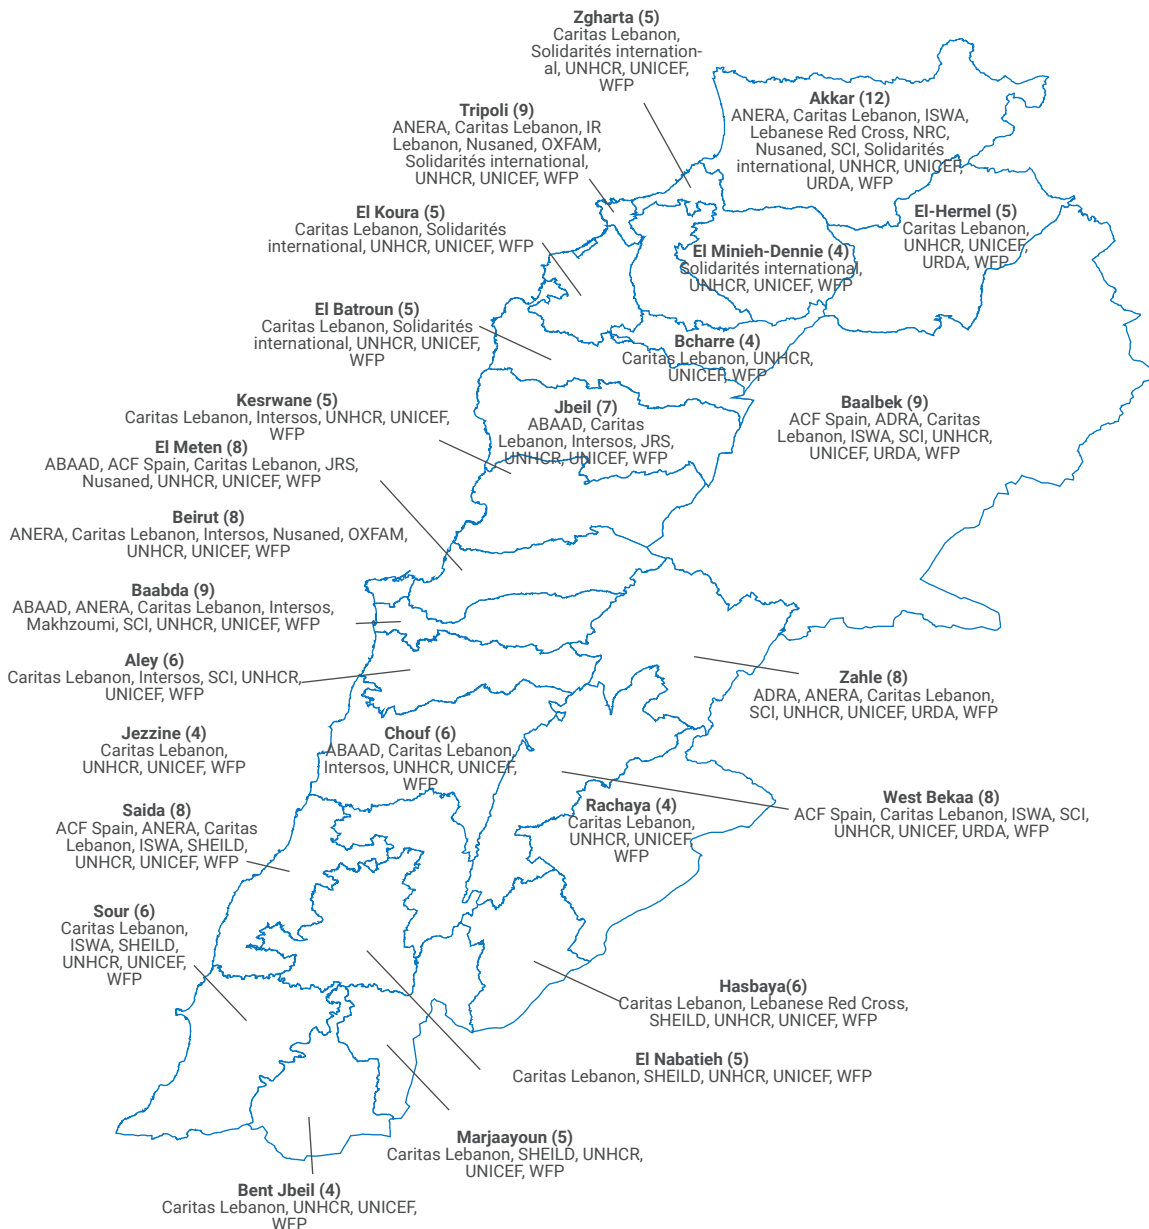 Zgharta (5)
Caritas Lebanon,
Solidarités internation-
al, UNHCR, UNICEF,
WFP
Akkar (12)
ANERA, Caritas Lebanon, ISWA,
Lebanese Red Cross, NRC,
Nusaned, SCI, Solidarités
international, UNHCR, UNICEF,
URDA, WFP
Tripoli (9)
ANERA, Caritas Lebanon, IR
Lebanon, Nusaned, OXFAM,
Solidarités international,
UNHCR, UNICEF, WFP
El Koura (5)
Caritas Lebanon, Solidarités
international, UNHCR, UNICEF, WFP
El-Hermel (5)
Caritas Lebanon,
UNHCR, UNICEF,
URDA, WFP
El Minieh-Dennie (4)
Solidarités international,
UNHCR, UNICEF, WFP
El Batroun (5)
Caritas Lebanon, Solidarités
international, UNHCR, UNICEF,
WFP
Bcharre (4)
Caritas Lebanon, UNHCR,
UNICEF, WFP
Kesrwane (5)
Caritas Lebanon, Intersos, UNHCR, UNICEF,
WFP
Jbeil (7)
ABAAD, Caritas
Lebanon, Intersos, JRS,
UNHCR, UNICEF, WFP
Baalbek (9)
ACF Spain, ADRA, Caritas
Lebanon, ISWA, SCI, UNHCR,
UNICEF, URDA, WFP
El Meten (8)
ABAAD, ACF Spain, Caritas Lebanon, JRS,
Nusaned, UNHCR, UNICEF, WFP
Beirut (8)
ANERA, Caritas Lebanon, Intersos, Nusaned, OXFAM,
UNHCR, UNICEF, WFP
Baabda (9)
ABAAD, ANERA, Caritas Lebanon, Intersos,
Makhzoumi, SCI, UNHCR, UNICEF, WFP
Aley (6)
Caritas Lebanon, Intersos, SCI, UNHCR,
UNICEF, WFP
Zahle (8)
ADRA, ANERA, Caritas Lebanon,
SCI, UNHCR, UNICEF, URDA, WFP
Jezzine (4)
Caritas Lebanon,
UNHCR, UNICEF, WFP
Chouf (6)
ABAAD, Caritas Lebanon,
Intersos, UNHCR, UNICEF,
WFP
West Bekaa (8)
ACF Spain, Caritas Lebanon, ISWA, SCI,
UNHCR, UNICEF, URDA, WFP
Saida (8)
ACF Spain, ANERA, Caritas
Lebanon, ISWA, SHEILD,
UNHCR, UNICEF, WFP
Rachaya (4)
Caritas Lebanon,
UNHCR, UNICEF,
WFP
Sour (6)
Caritas Lebanon,
ISWA, SHEILD,
UNHCR, UNICEF,
WFP
Hasbaya(6)
Caritas Lebanon, Lebanese Red Cross,
SHEILD, UNHCR, UNICEF, WFP
El Nabatieh (5)
Caritas Lebanon, SHEILD, UNHCR, UNICEF, WFP
Marjaayoun (5)
Caritas Lebanon, SHEILD, UNHCR,
UNICEF, WFP
Bent Jbeil (4)
Caritas Lebanon, UNHCR, UNICEF,
WFP